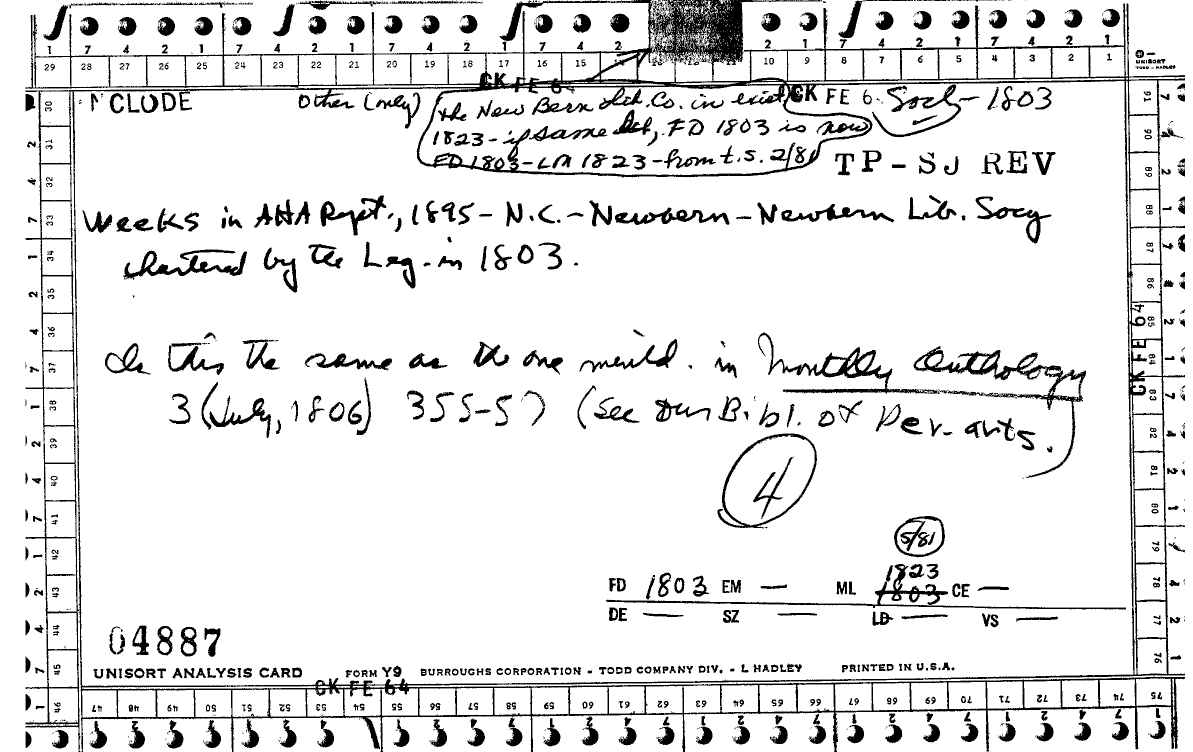 1 7 4 2 1 7 4 2 1 7 4 2 1 7 4 2 2 1 7 4 2 1 7 4 2 1
29 28 27 26 25 24 23 22 21 20 19 18 17 16 15 10 9 8 7 6 5 4 3 2 1
UNISORT
TODD - HADLEY
CK FE 64
NCLUDE Other (only) CK FE 6 Socl - 1803
the New Bern Lib. Co. in exist
1823 - if same lib, FD 1803 is now
FD 1803 - LM 1823 - from t.s. 2/81
TP - SJ REV
Weeks in AHA Rept., 1895 - N.C. - Newbern - Newbern Lib. Socy
chartered by the Leg. in 1803.
Is this the same as the one mentd. in Monthly Anthology
3 (July, 1806) 355-57 (See our Bibl. of Per. arts.
4
5/81
1823
FD 1803 EM — ML 1803 CE —
DE — SZ — LD — VS —
04887
UNISORT ANALYSIS CARD FORM Y9 BURROUGHS CORPORATION - TODD COMPANY DIV. - L HADLEY PRINTED IN U.S.A.
CK FE 64
30 31 32 33 34 35 36 37 38 39 40 41 42 43 44 45 46
91 90 89 88 87 86 85 84 83 82 81 80 79 78 77 76 75
CK FE 64
47 48 49 50 51 52 53 54 55 56 57 58 59 60 61 62 63 64 65 66 67 68 69 70 71 72 73 74 75